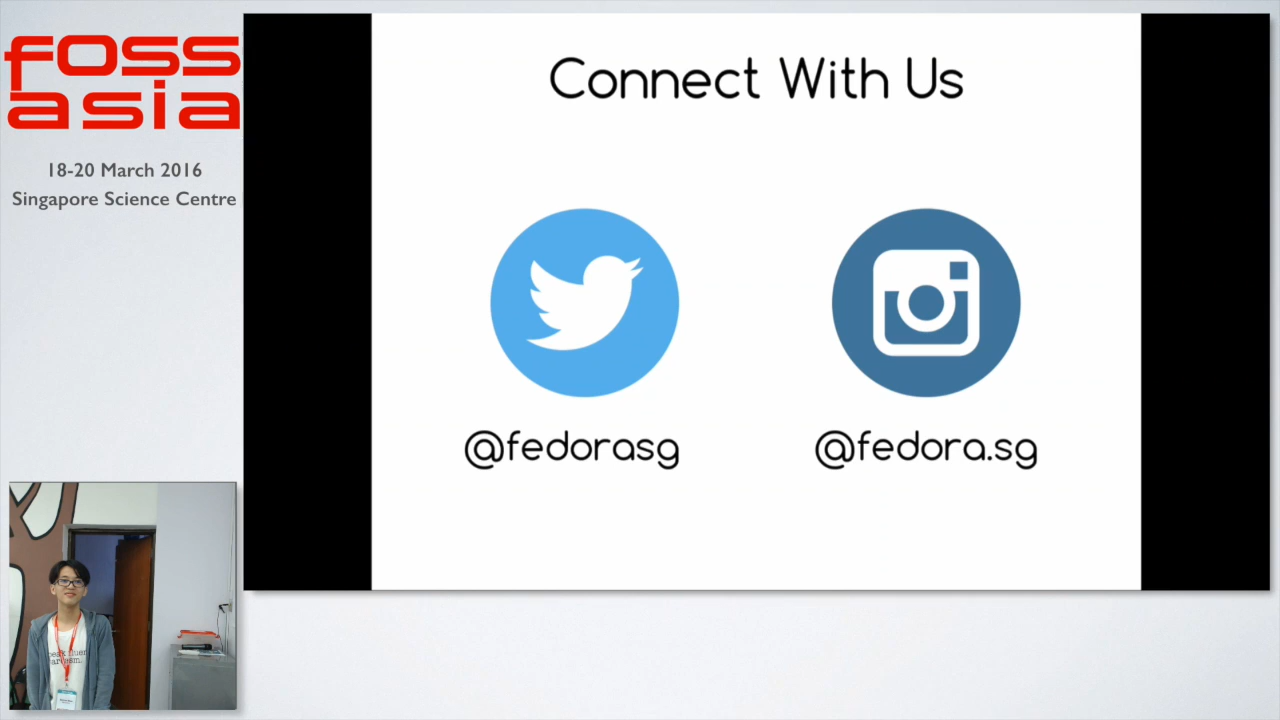 foss
asia
18-20 March 2016
Singapore Science Centre
Connect With Us
@fedorasg
@fedora.sg